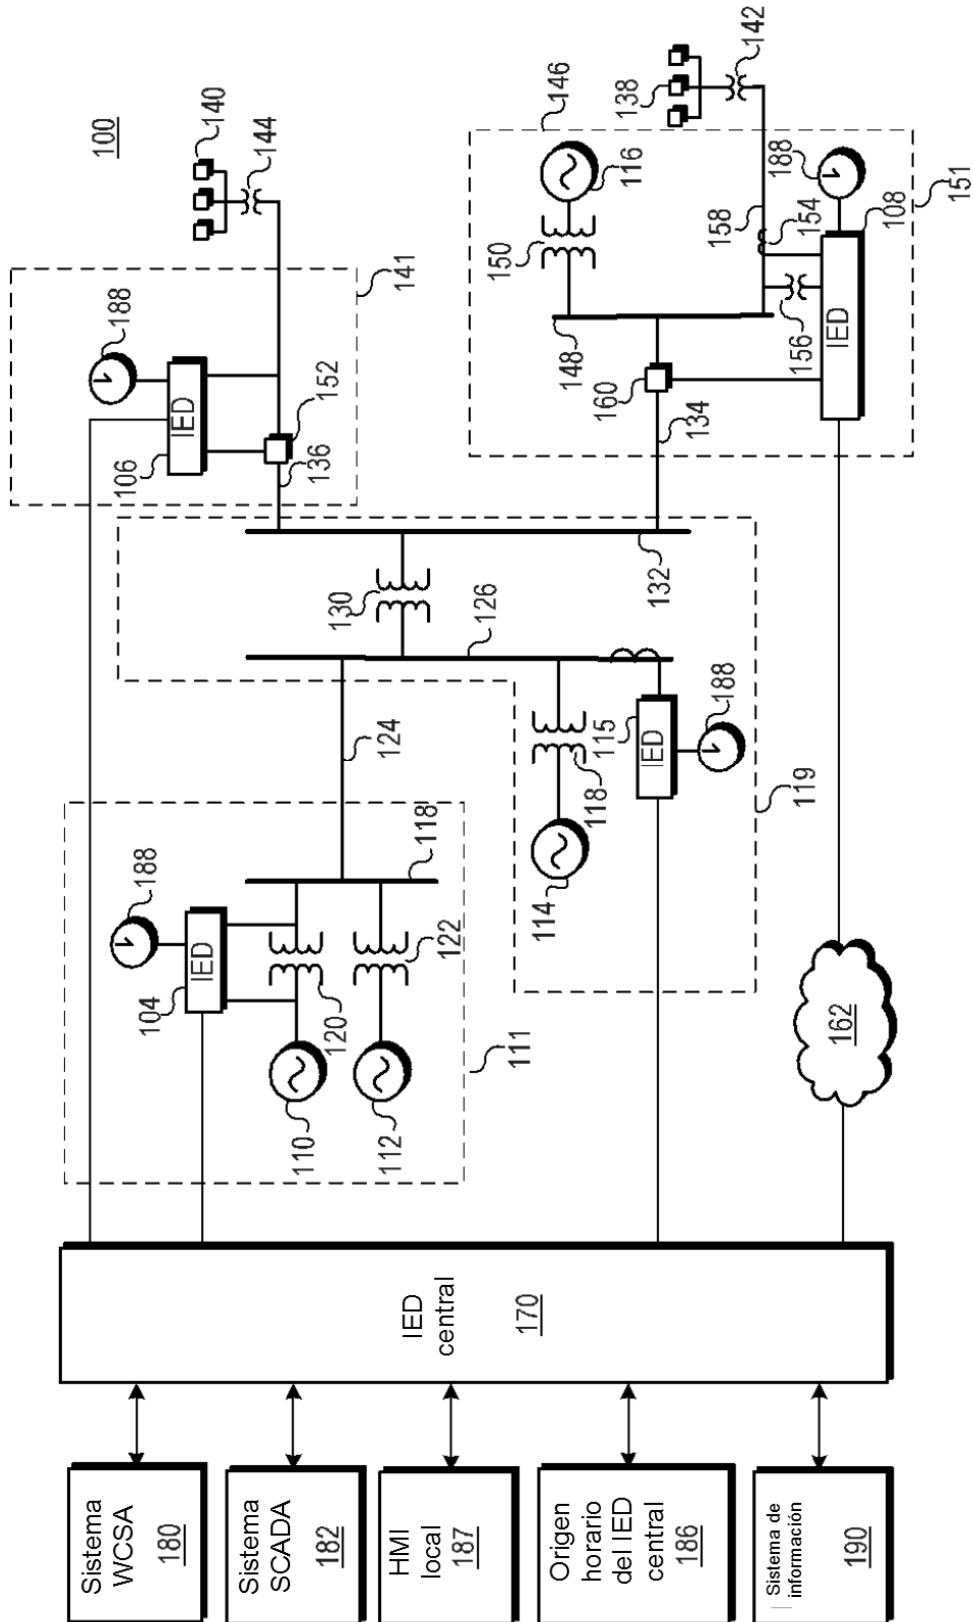 100
Sistema
WCSA
180
Sistema
SCADA
182
HMI
local
187
Origen
horario
del IED
central
186
Sistema de
información
190
IED
central
170
104
IED
188
110
120
112
122
118
111
124
106
IED
188
152
136
141
144
140
130
126
132
114
118
115
IED
188
119
162
134
160
148
150
116
146
156
IED
158
154
108
188
151
138
142